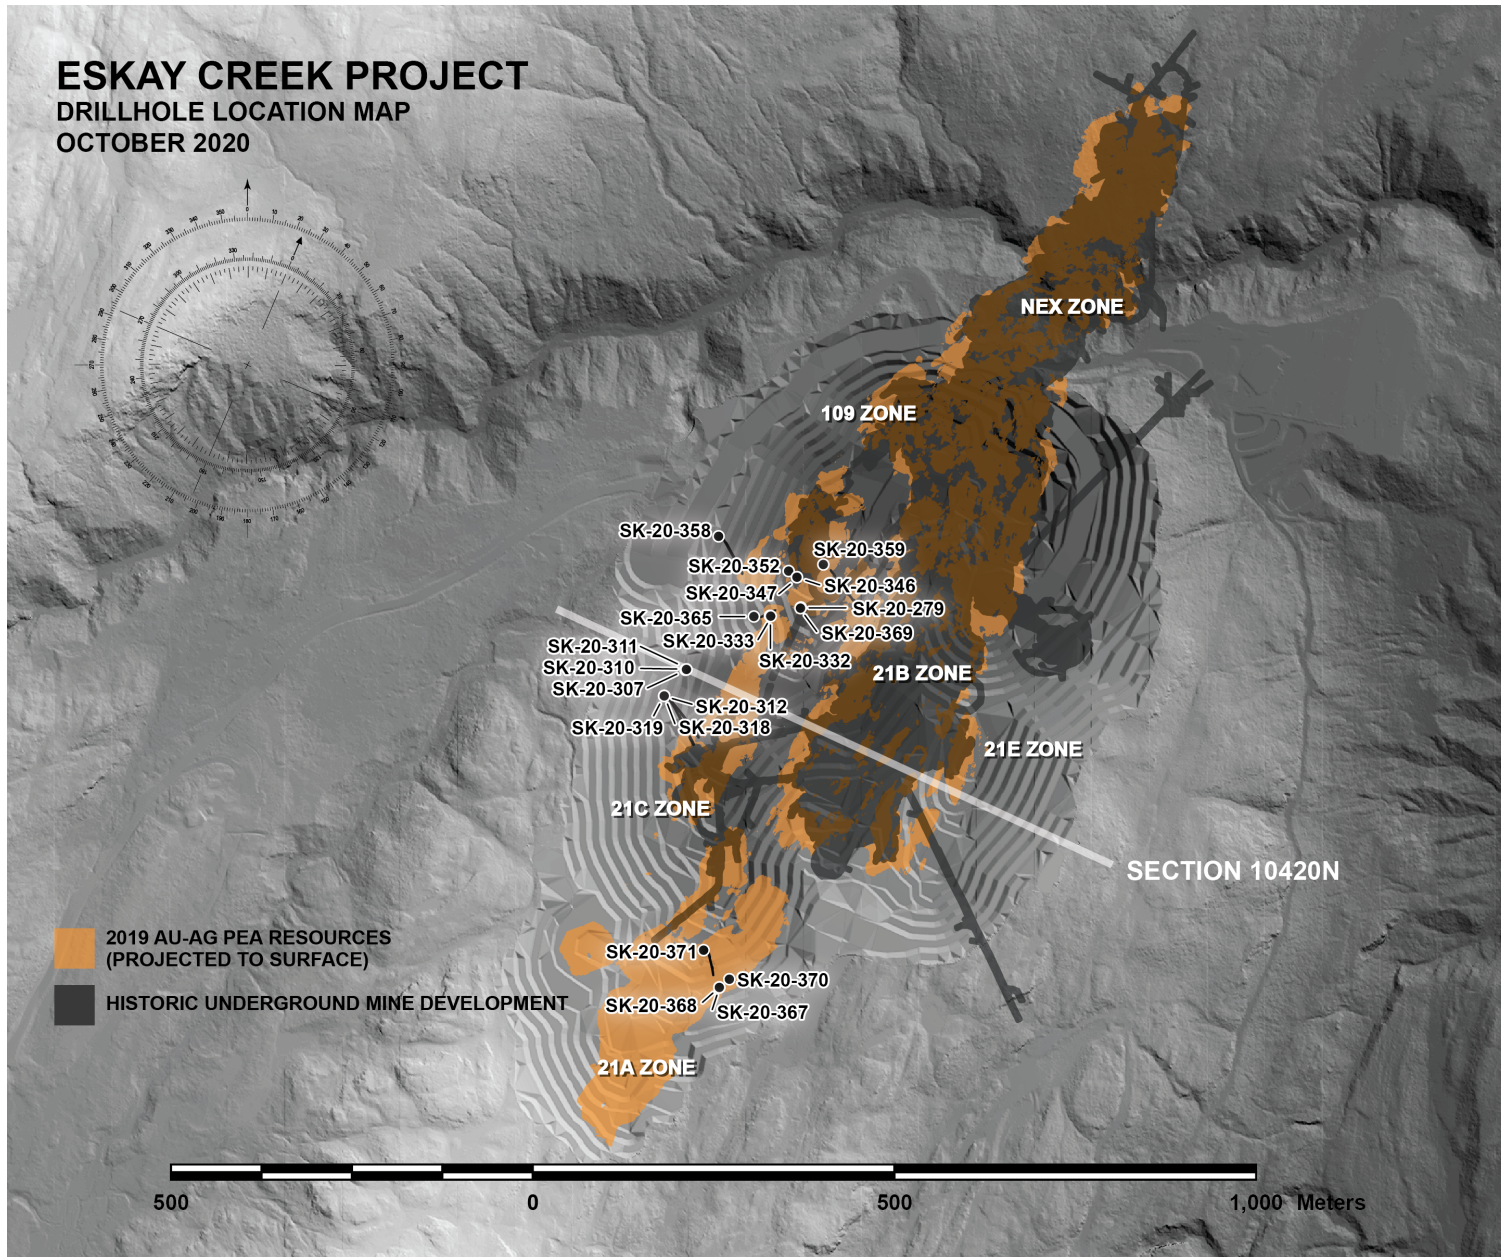 ESKAY CREEK PROJECT
DRILLHOLE LOCATION MAP
OCTOBER 2020
NEX ZONE
109 ZONE
SK-20-358
SK-20-359
SK-20-352
SK-20-346
SK-20-347
SK-20-279
SK-20-365
SK-20-369
SK-20-333
SK-20-311
SK-20-332
SK-20-310
21B ZONE
SK-20-307
SK-20-312
SK-20-319
SK-20-318
21E ZONE
21C ZONE
SECTION 10420N
2019 AU-AG PEA RESOURCES
(PROJECTED TO SURFACE)
SK-20-371
SK-20-370
HISTORIC UNDERGROUND MINE DEVELOPMENT
SK-20-368
SK-20-367
21A ZONE
500
0
500
1,000 Meters